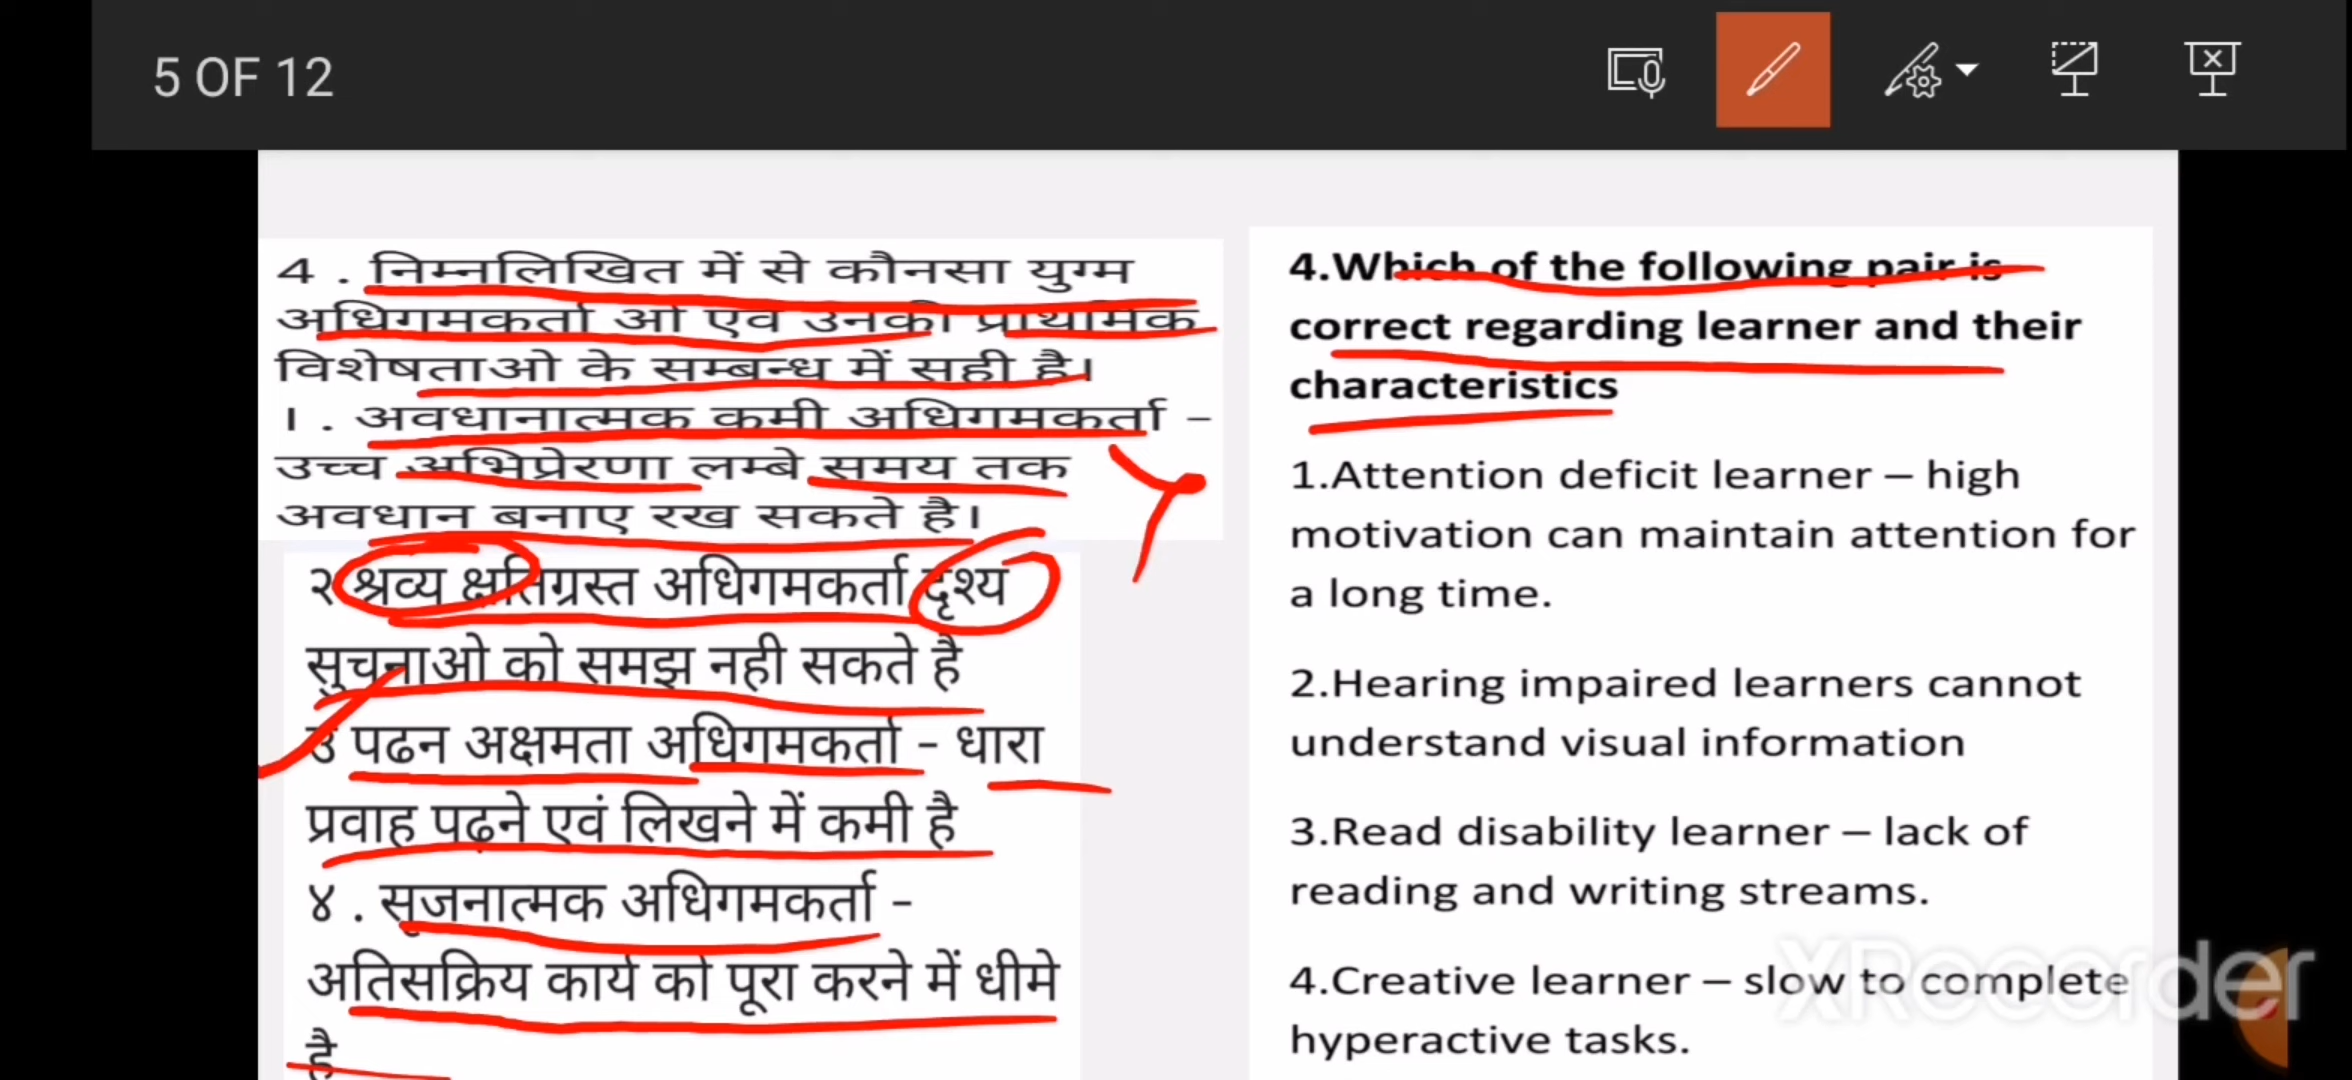 5 OF 12
4 . निम्नलिखित में से कौनसा युग्म
अधिगमकर्ता ओ एवं उनकी प्राथमिक
विशेषताओ के सम्बन्ध में सही है।
। . अवधानात्मक कमी अधिगमकर्ता -
उच्च अभिप्रेरणा लम्बे समय तक
अवधान बनाए रख सकते है।
२ श्रव्य क्षतिग्रस्त अधिगमकर्ता दृश्य
सुचनाओ को समझ नही सकते है
उ पढन अक्षमता अधिगमकर्ता - धारा
प्रवाह पढ़ने एवं लिखने में कमी है
४ . सृजनात्मक अधिगमकर्ता -
अतिसक्रिय कार्य को पूरा करने में धीमे
है
4.Which of the following pair is
correct regarding learner and their
characteristics
1.Attention deficit learner – high
motivation can maintain attention for
a long time.
2.Hearing impaired learners cannot
understand visual information
3.Read disability learner – lack of
reading and writing streams.
4.Creative learner – slow to complete
hyperactive tasks.
XRecorder